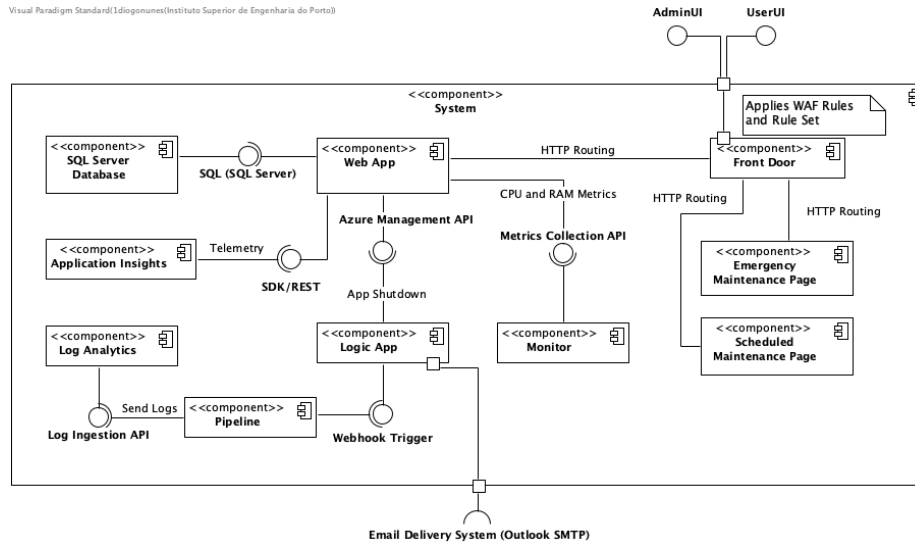 Visual Paradigm Standard(1diogonunes(Instituto Superior de Engenharia do Porto))
AdminUI
UserUI
<<component>>
System
Applies WAF Rules
and Rule Set
<<component>>
SQL Server
Database
SQL (SQL Server)
<<component>>
Web App
HTTP Routing
<<component>>
Front Door
CPU and RAM Metrics
HTTP Routing
HTTP Routing
Azure Management API
Metrics Collection API
<<component>>
Application Insights
Telemetry
SDK/REST
<<component>>
Emergency
Maintenance Page
App Shutdown
<<component>>
Log Analytics
<<component>>
Logic App
<<component>>
Monitor
<<component>>
Scheduled
Maintenance Page
Send Logs
<<component>>
Pipeline
Log Ingestion API
Webhook Trigger
Email Delivery System (Outlook SMTP)